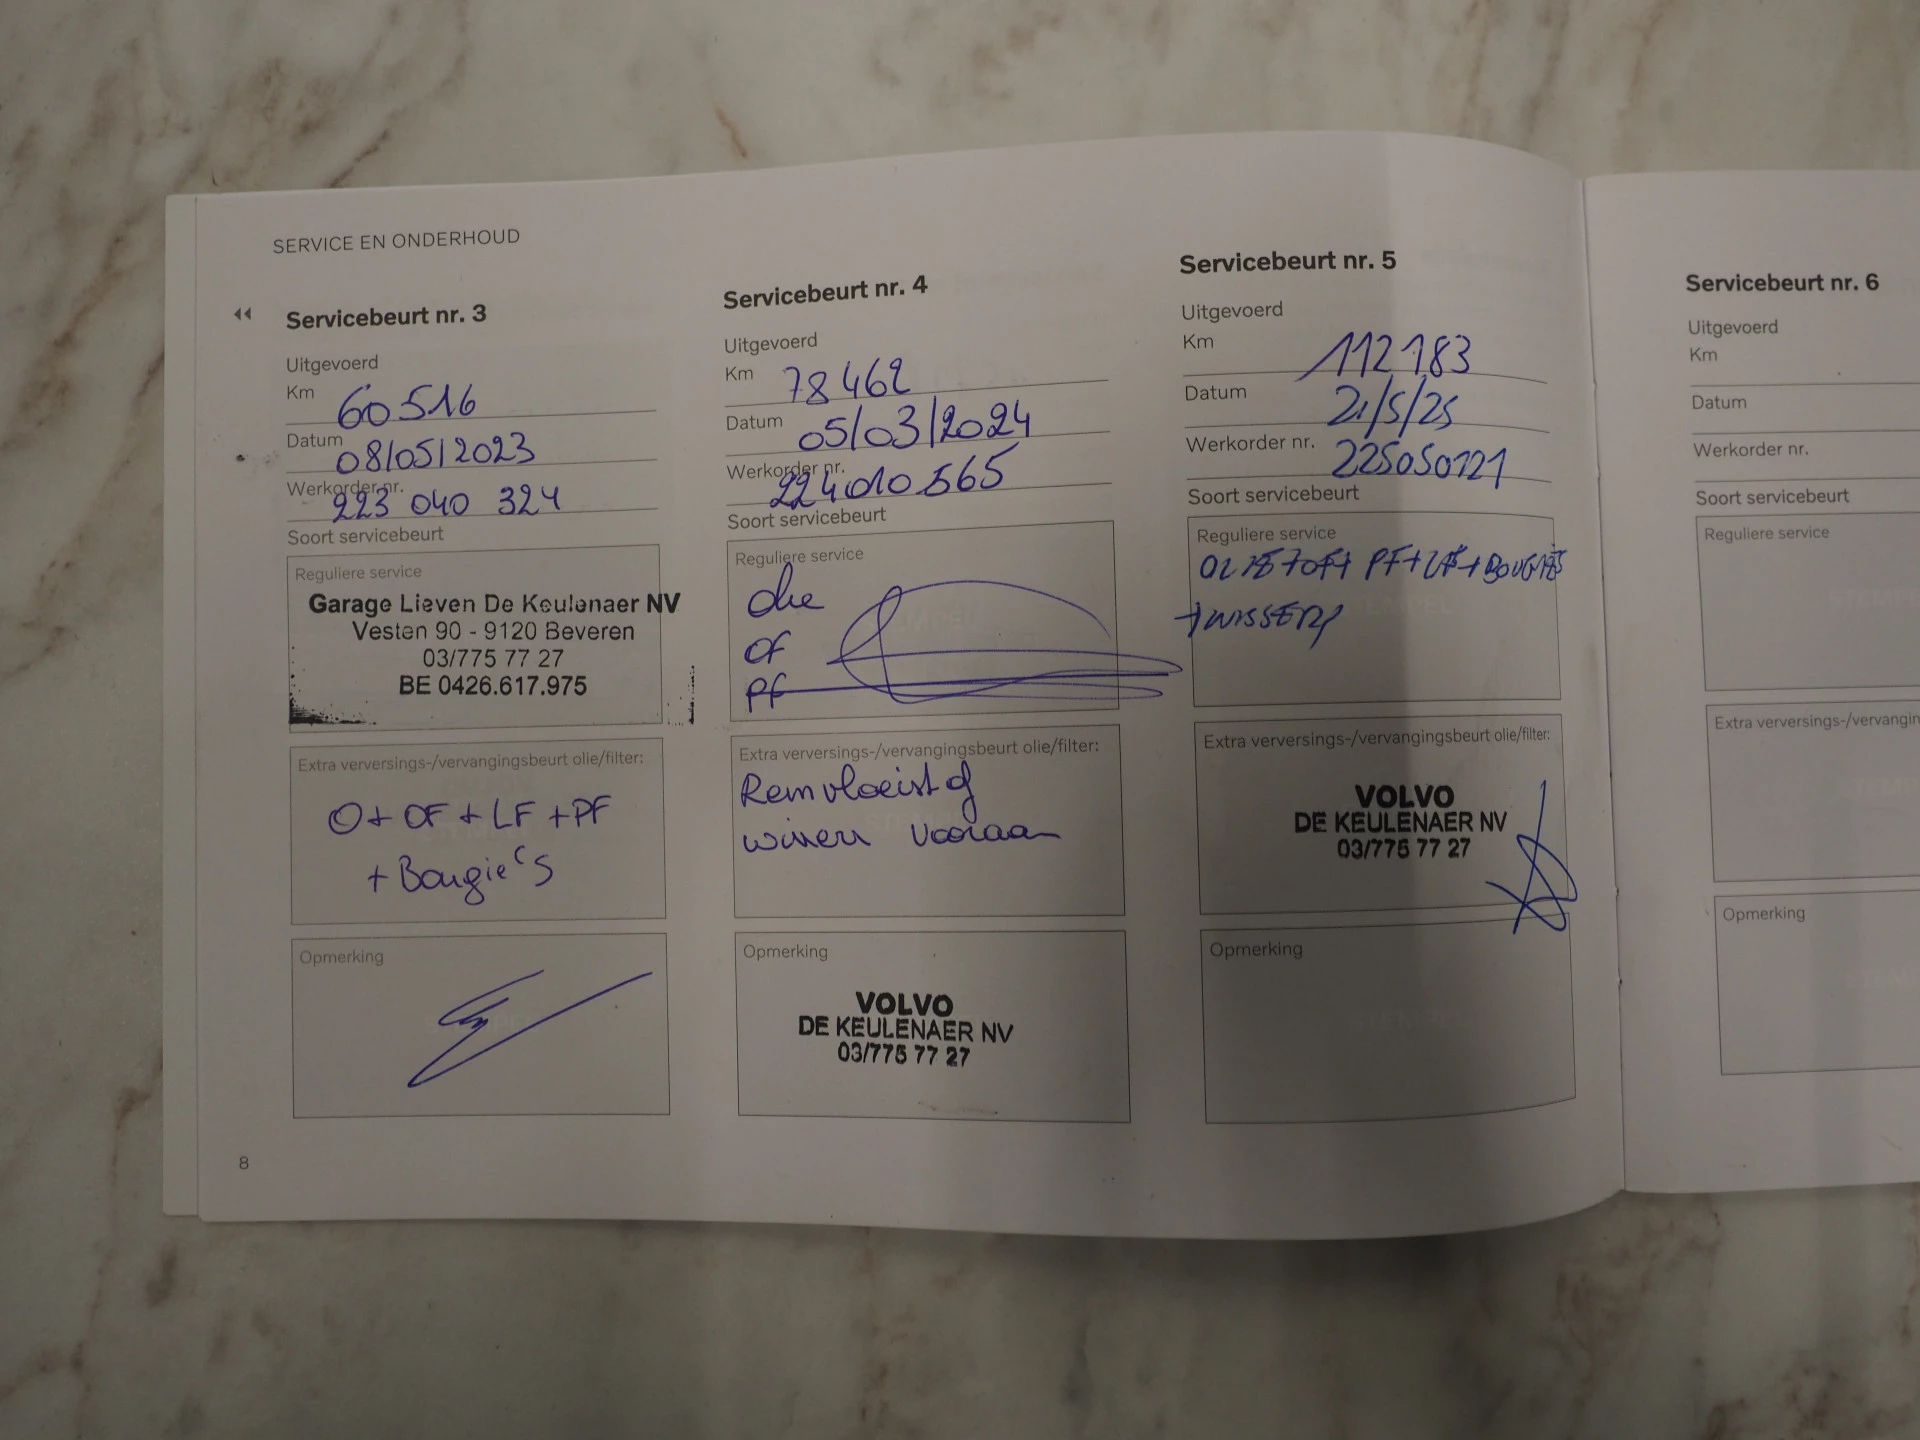 SERVICE EN ONDERHOUD
Servicebeurt nr. 3
Uitgevoerd
Km 60516
Datum 08/05/2023
Werkorder nr. 223 040 324
Soort servicebeurt
Reguliere service
Garage Lieven De Keulenaer NV
Vesten 90 - 9120 Beveren
03/775 77 27
BE 0426.617.975
Extra verversings-/vervangingsbeurt olie/filter:
O + OF + LF + PF
+ Bougie's
Opmerking
8
Servicebeurt nr. 4
Uitgevoerd
Km 78462
Datum 05/03/2024
Werkorder nr. 224010565
Soort servicebeurt
Reguliere service
olie
OF
PF
Extra verversings-/vervangingsbeurt olie/filter:
Remvloeistof
wissers vooraan
Opmerking
VOLVO
DE KEULENAER NV
03/775 77 27
Servicebeurt nr. 5
Uitgevoerd
Km 112183
Datum 21/5/25
Werkorder nr. 225050121
Soort servicebeurt
Reguliere service
PF + LF + BOUGIES
+ WISSERS
Extra verversings-/vervangingsbeurt olie/filter:
VOLVO
DE KEULENAER NV
03/775 77 27
Opmerking
Servicebeurt nr. 6
Uitgevoerd
Km
Datum
Werkorder nr.
Soort servicebeurt
Reguliere service
Extra verversings-/vervangin
Opmerking